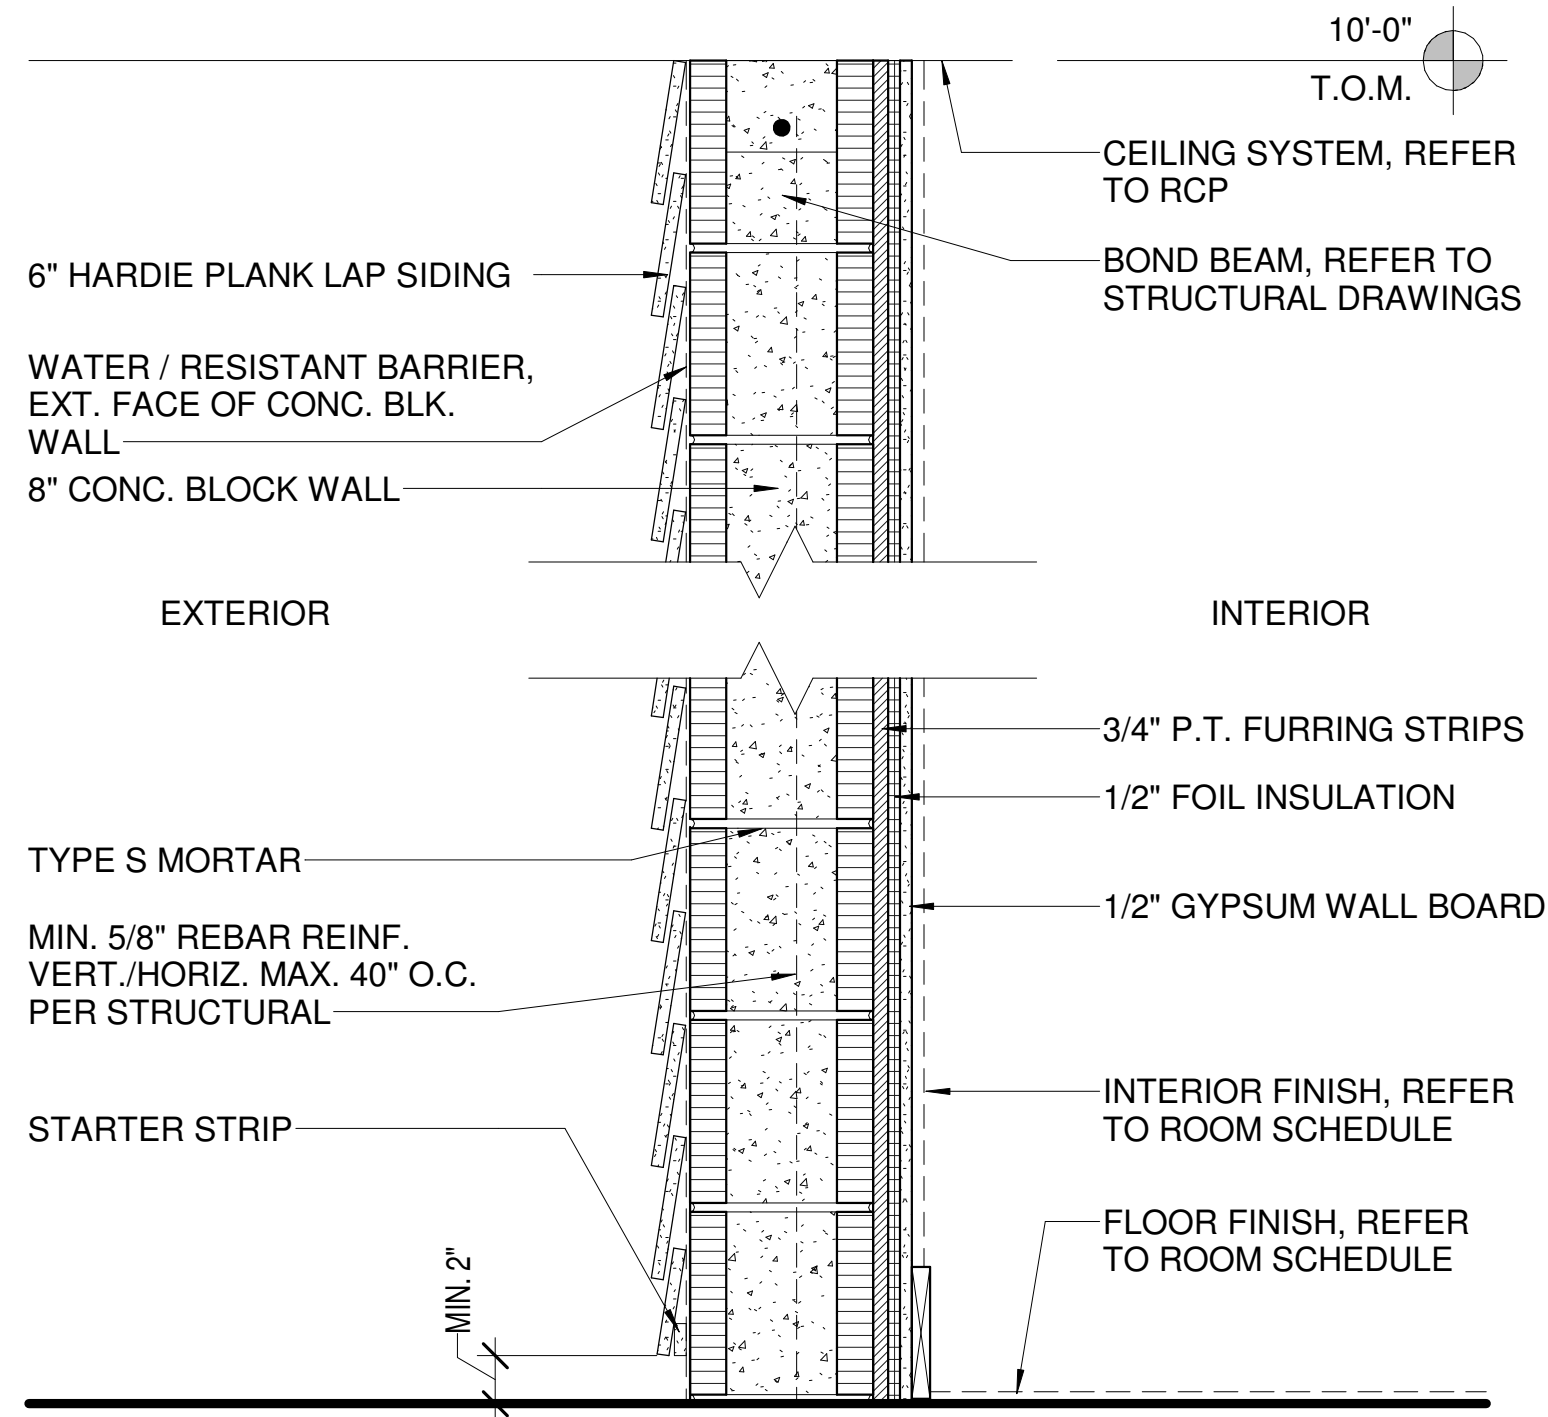 10'-0"
T.O.M.
CEILING SYSTEM, REFER
TO RCP
BOND BEAM, REFER TO
STRUCTURAL DRAWINGS
6" HARDIE PLANK LAP SIDING
WATER / RESISTANT BARRIER,
EXT. FACE OF CONC. BLK.
WALL
8" CONC. BLOCK WALL
EXTERIOR
INTERIOR
3/4" P.T. FURRING STRIPS
1/2" FOIL INSULATION
TYPE S MORTAR
1/2" GYPSUM WALL BOARD
MIN. 5/8" REBAR REINF.
VERT./HORIZ. MAX. 40" O.C.
PER STRUCTURAL
INTERIOR FINISH, REFER
TO ROOM SCHEDULE
STARTER STRIP
FLOOR FINISH, REFER
TO ROOM SCHEDULE
MIN. 2"